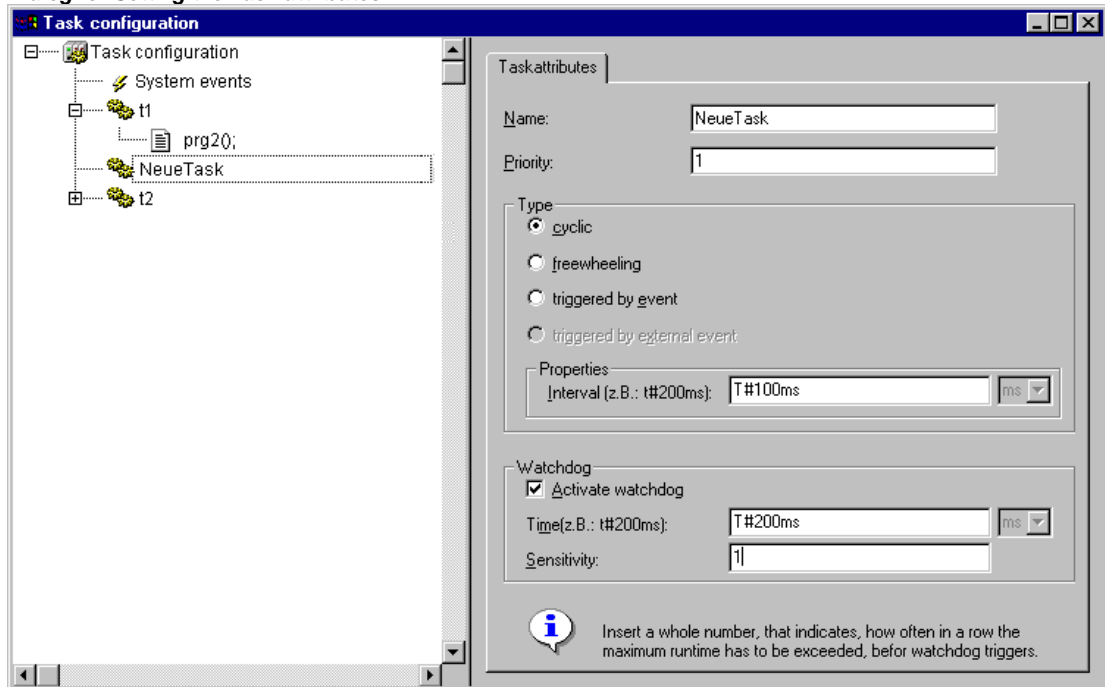 Task configuration
Task configuration
System events
t1
prg2();
NeueTask
t2
Taskattributes
Name: NeueTask
Priority: 1
Type
cyclic
freewheeling
triggered by event
triggered by external event
Properties
Interval (z.B.: t#200ms): T#100ms ms
Watchdog
Activate watchdog
Time(z.B.: t#200ms): T#200ms ms
Sensitivity: 1
Insert a whole number, that indicates, how often in a row the
maximum runtime has to be exceeded, befor watchdog triggers.